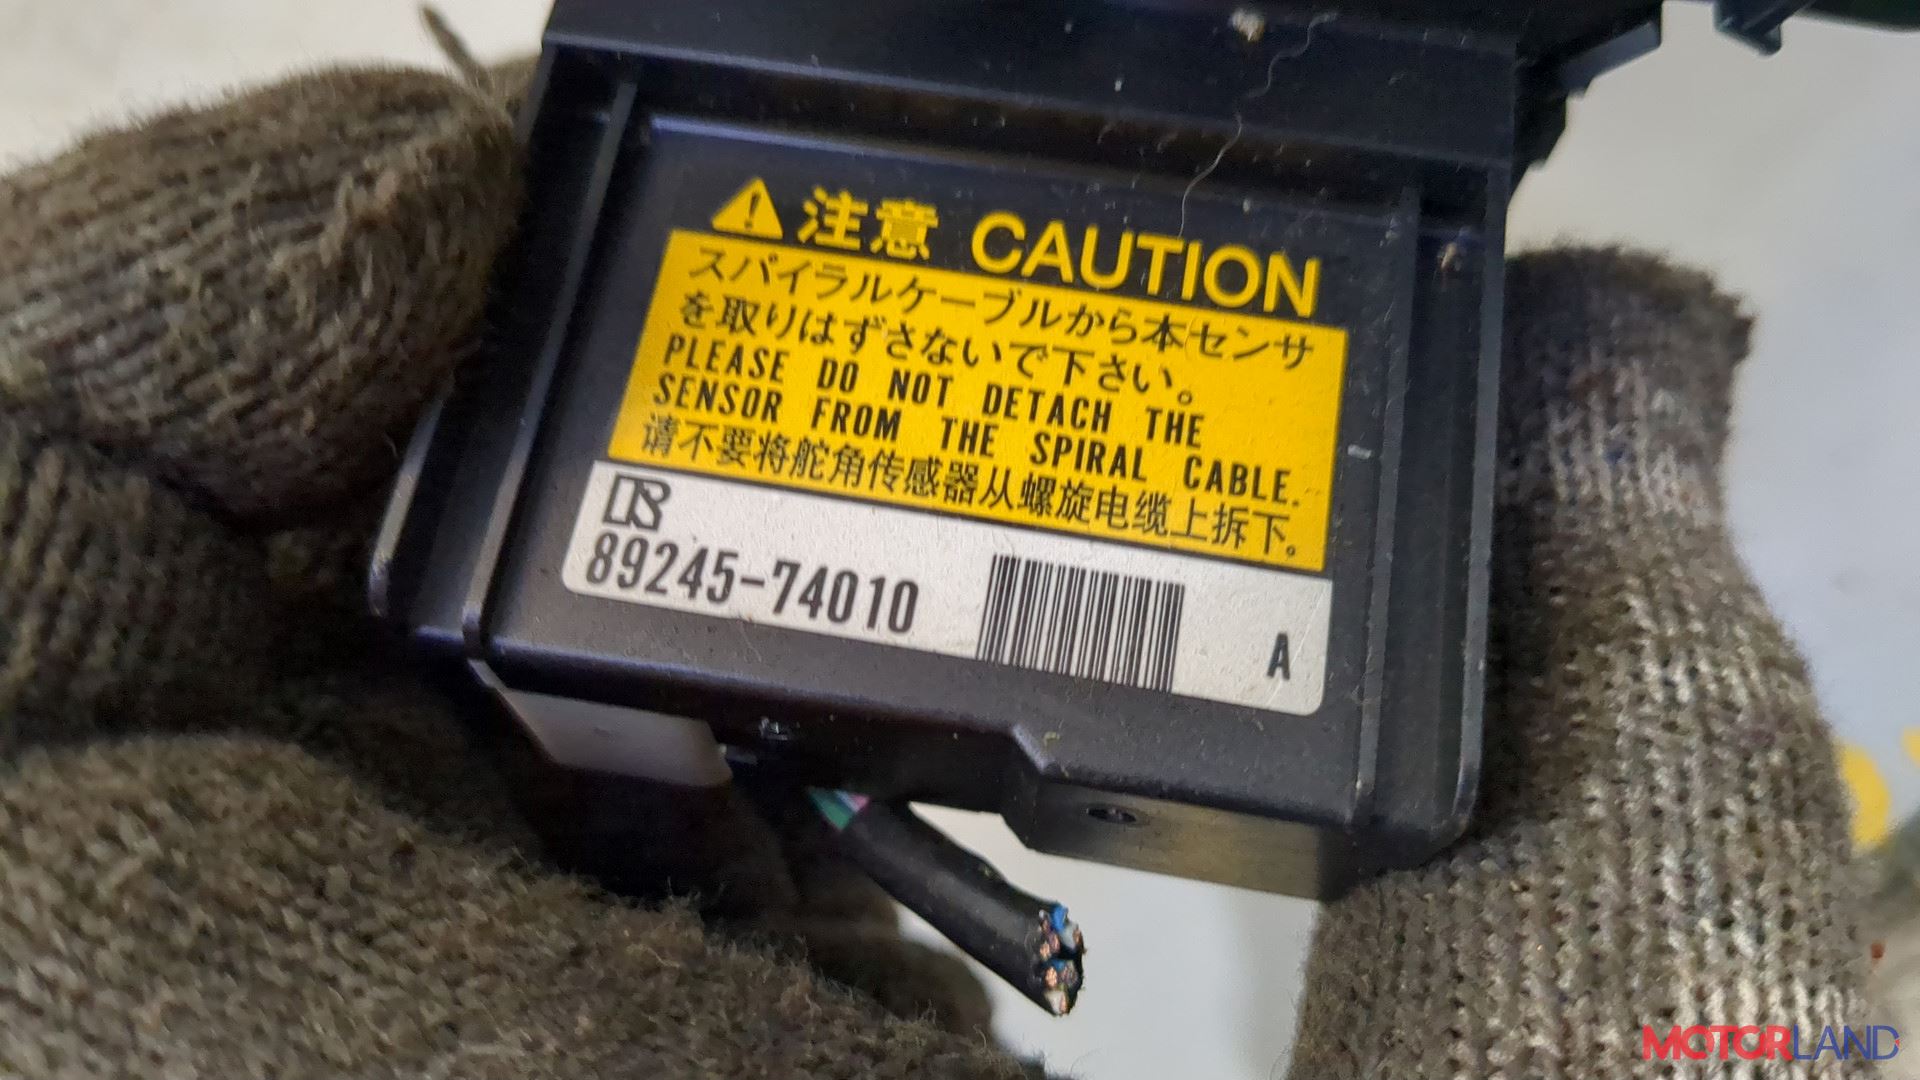 注意 CAUTION
スパイラルケーブルから本センサ
を取りはずさないで下さい。
PLEASE DO NOT DETACH THE
SENSOR FROM THE SPIRAL CABLE.
请不要将舵角传感器从螺旋电缆上拆下。
89245-74010
A
MOTORLAND